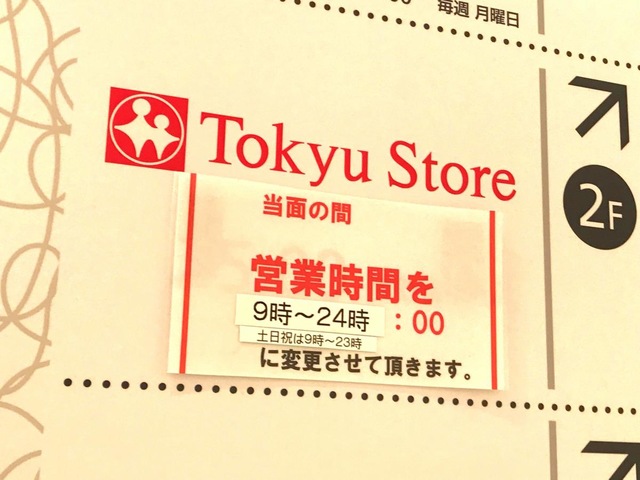 毎週 月曜日
Tokyu Store
2F
当面の間
営業時間を
9時～24時 :00
土日祝は9時～23時
に変更させて頂きます。